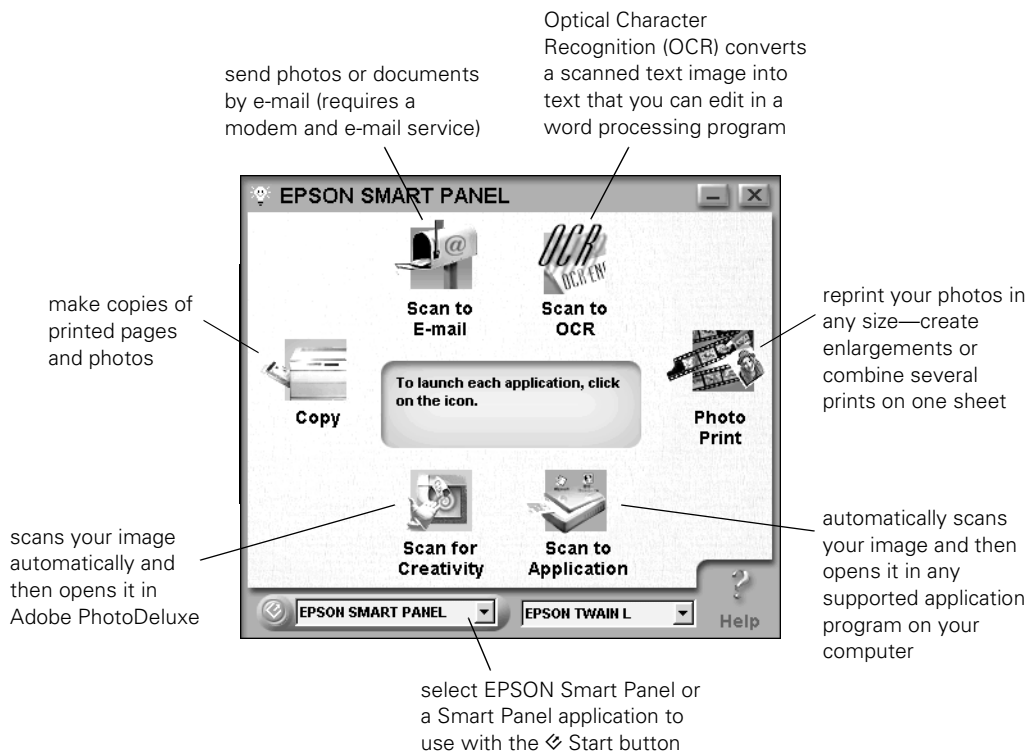 Optical Character
Recognition (OCR) converts
a scanned text image into
text that you can edit in a
word processing program
send photos or documents
by e-mail (requires a
modem and e-mail service)
EPSON SMART PANEL
@
OCR
Scan to
E-mail
Scan to
OCR
make copies of
printed pages
and photos
reprint your photos in
any size—create
enlargements or
combine several
prints on one sheet
To launch each application, click
on the icon.
Copy
Photo
Print
scans your image
automatically and
then opens it in
Adobe PhotoDeluxe
Scan for
Creativity
Scan to
Application
automatically scans
your image and then
opens it in any
supported application
program on your
computer
EPSON SMART PANEL
EPSON TWAIN L
?
Help
select EPSON Smart Panel or
a Smart Panel application to
use with the Start button